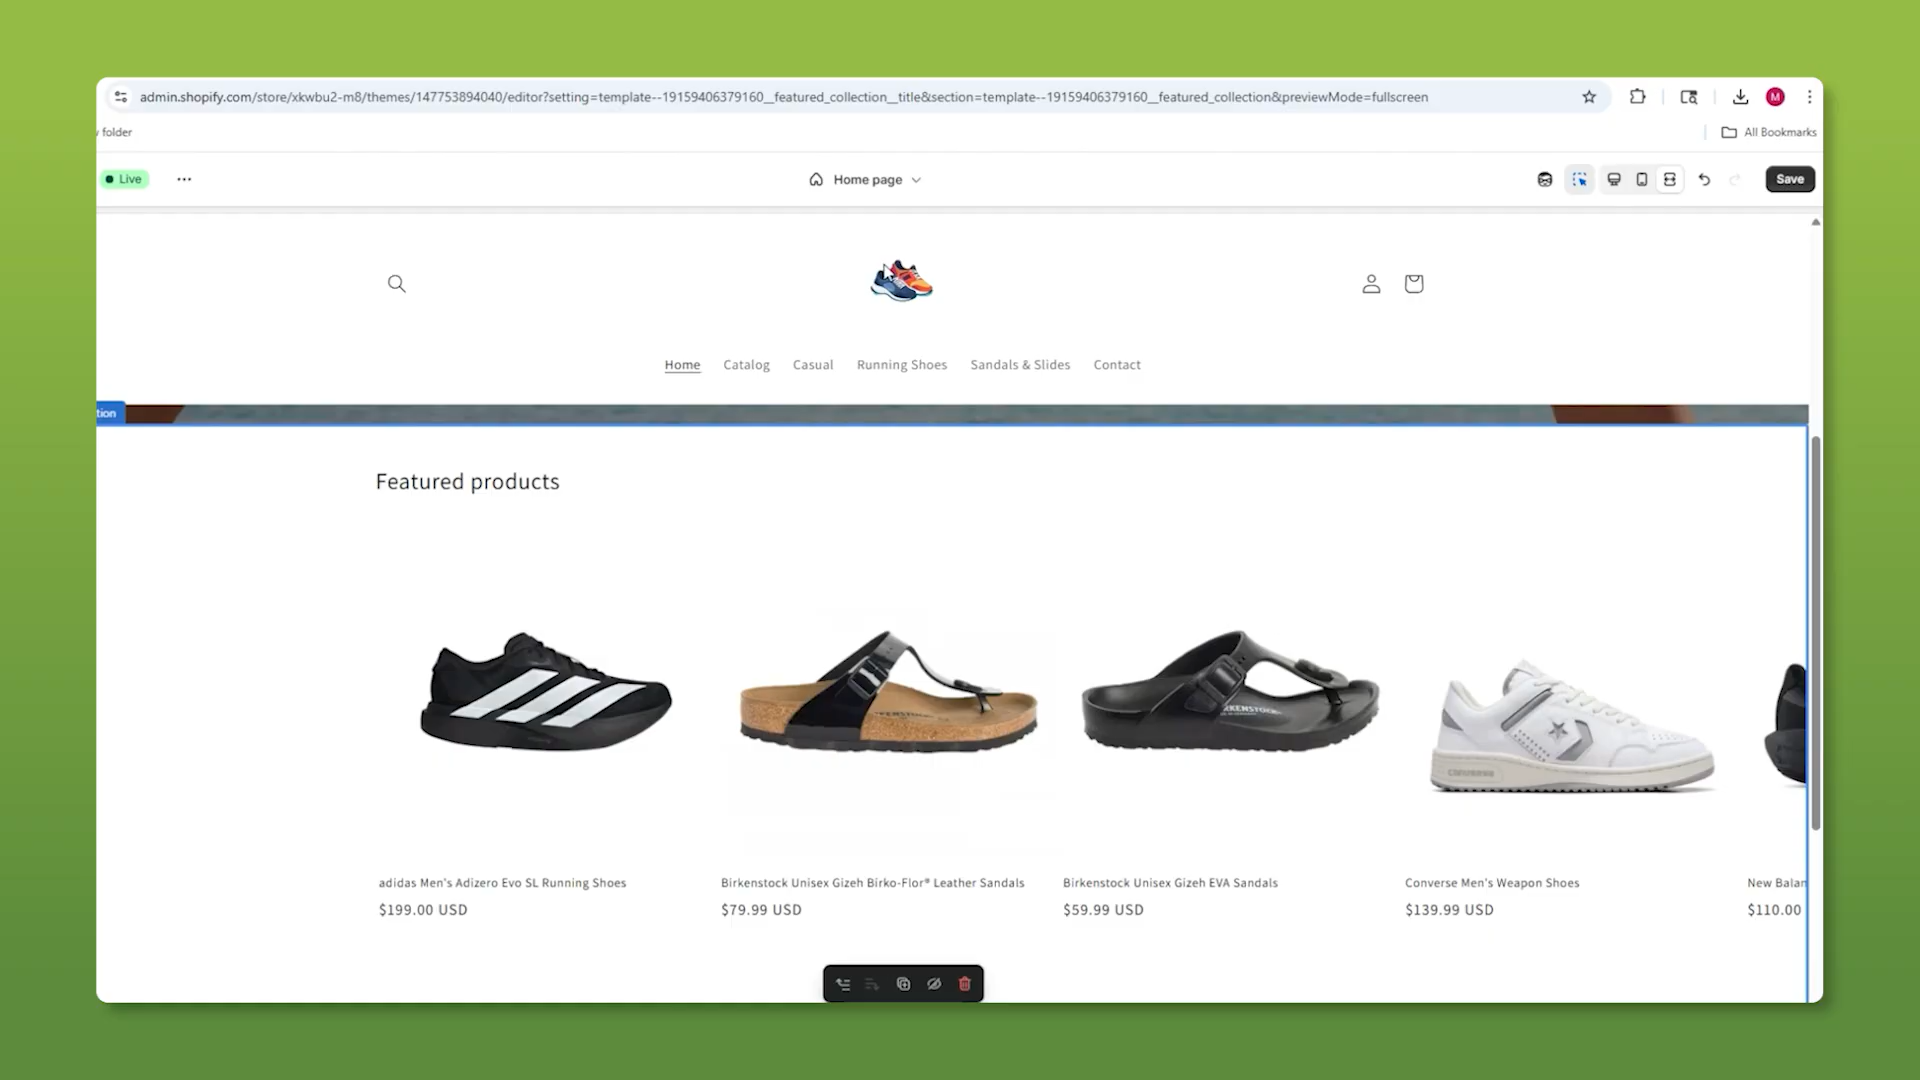 admin.shopify.com/store/xkwbu2-m8/themes/147753894040/editor?setting=template--19159406379160__featured_collection__title&section=template--19159406379160__featured_collection&previewMode=fullscreen
M
folder
All Bookmarks
Live
Home page
Save
Home
Catalog
Casual
Running Shoes
Sandals & Slides
Contact
tion
Featured products
CONVERSE
adidas Men's Adizero Evo SL Running Shoes
$199.00 USD
Birkenstock Unisex Gizeh Birko-Flor® Leather Sandals
$79.99 USD
Birkenstock Unisex Gizeh EVA Sandals
$59.99 USD
Converse Men's Weapon Shoes
$139.99 USD
New Balan
$110.00